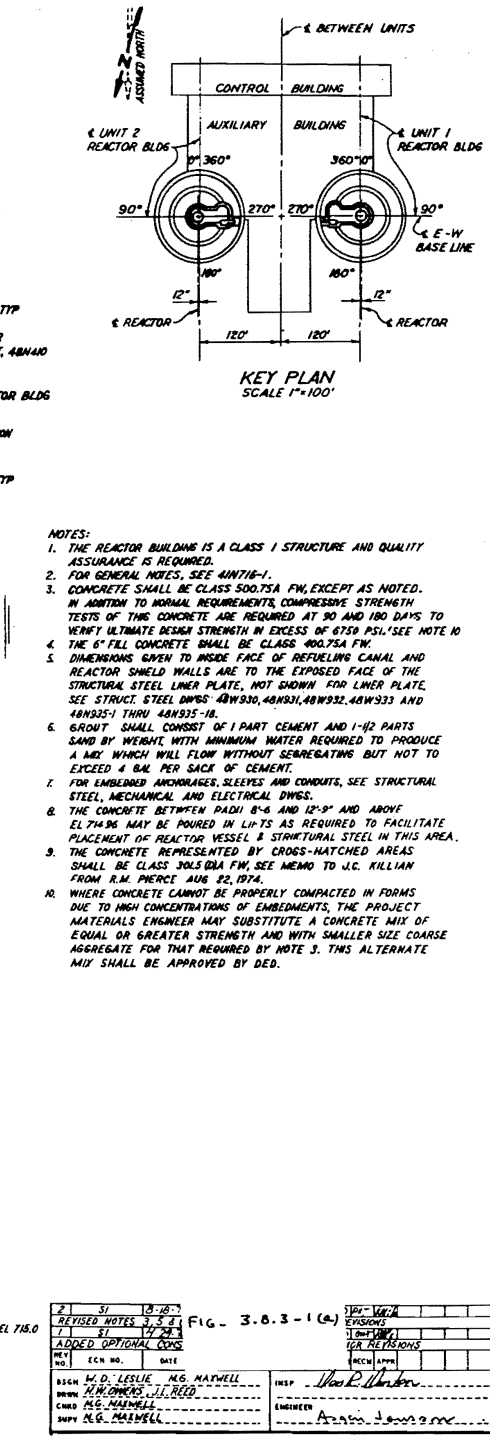 ℄ BETWEEN UNITS
N
ASSUMED NORTH
CONTROL BUILDING
AUXILIARY BUILDING
℄ UNIT 2
REACTOR BLDG
℄ UNIT 1
REACTOR BLDG
0° 360°
360° 0°
90° 270° 270° 90°
℄ E-W
BASE LINE
180° 180°
12" 12"
℄ REACTOR ℄ REACTOR
120' 120'
KEY PLAN
SCALE 1"=100'
TYP
48N410
TOR BLDG
TYP
NOTES:
1. THE REACTOR BUILDING IS A CLASS I STRUCTURE AND QUALITY
ASSURANCE IS REQUIRED.
2. FOR GENERAL NOTES, SEE 41N716-1.
3. CONCRETE SHALL BE CLASS 500.75A FW, EXCEPT AS NOTED.
IN ADDITION TO NORMAL REQUIREMENTS, COMPRESSIVE STRENGTH
TESTS OF THIS CONCRETE ARE REQUIRED AT 90 AND 180 DAYS TO
VERIFY ULTIMATE DESIGN STRENGTH IN EXCESS OF 6750 PSI. SEE NOTE 10
4. THE 6" FILL CONCRETE SHALL BE CLASS 400.75A FW.
5. DIMENSIONS GIVEN TO INSIDE FACE OF REFUELING CANAL AND
REACTOR SHIELD WALLS ARE TO THE EXPOSED FACE OF THE
STRUCTURAL STEEL LINER PLATE, NOT SHOWN. FOR LINER PLATE,
SEE STRUCT. STEEL DWGS 48W930, 48N931, 48W932, 48W933 AND
48N935-1 THRU 48N935-18.
6. GROUT SHALL CONSIST OF 1 PART CEMENT AND 1-1/2 PARTS
SAND BY WEIGHT, WITH MINIMUM WATER REQUIRED TO PRODUCE
A MIX WHICH WILL FLOW WITHOUT SEGREGATING BUT NOT TO
EXCEED 4 GAL PER SACK OF CEMENT.
7. FOR EMBEDDED ANCHORAGES, SLEEVES AND CONDUITS, SEE STRUCTURAL
STEEL, MECHANICAL AND ELECTRICAL DWGS.
8. THE CONCRETE BETWEEN RADII 8'-6 AND 12'-9" AND ABOVE
EL 714.96 MAY BE POURED IN LIFTS AS REQUIRED TO FACILITATE
PLACEMENT OF REACTOR VESSEL & STRUCTURAL STEEL IN THIS AREA.
9. THE CONCRETE REPRESENTED BY CROSS-HATCHED AREAS
SHALL BE CLASS FW, SEE MEMO TO J.C. KILLIAN
FROM R.M. PIERCE AUG 22, 1974.
10. WHERE CONCRETE CANNOT BE PROPERLY COMPACTED IN FORMS
DUE TO HIGH CONCENTRATIONS OF EMBEDMENTS, THE PROJECT
MATERIALS ENGINEER MAY SUBSTITUTE A CONCRETE MIX OF
EQUAL OR GREATER STRENGTH AND WITH SMALLER SIZE COARSE
AGGREGATE FOR THAT REQUIRED BY NOTE 3. THIS ALTERNATE
MIX SHALL BE APPROVED BY DED.
EL 715.0
2 51 8-18-
REVISED NOTES 3, 5 & EVISIONS
FIG- 3.8.3-1 (a)
1 51 4-29-
ADDED OPTIONAL CONS REVISIONS
REV NO. ECN NO. DATE RECM APPR
DSGN W.D. LESLIE M.G. MAXWELL INSP
DRWN H.W. OWENS J.L. REED
CHKD M.G. MAXWELL ENGINEER
SUPV M.G. MAXWELL